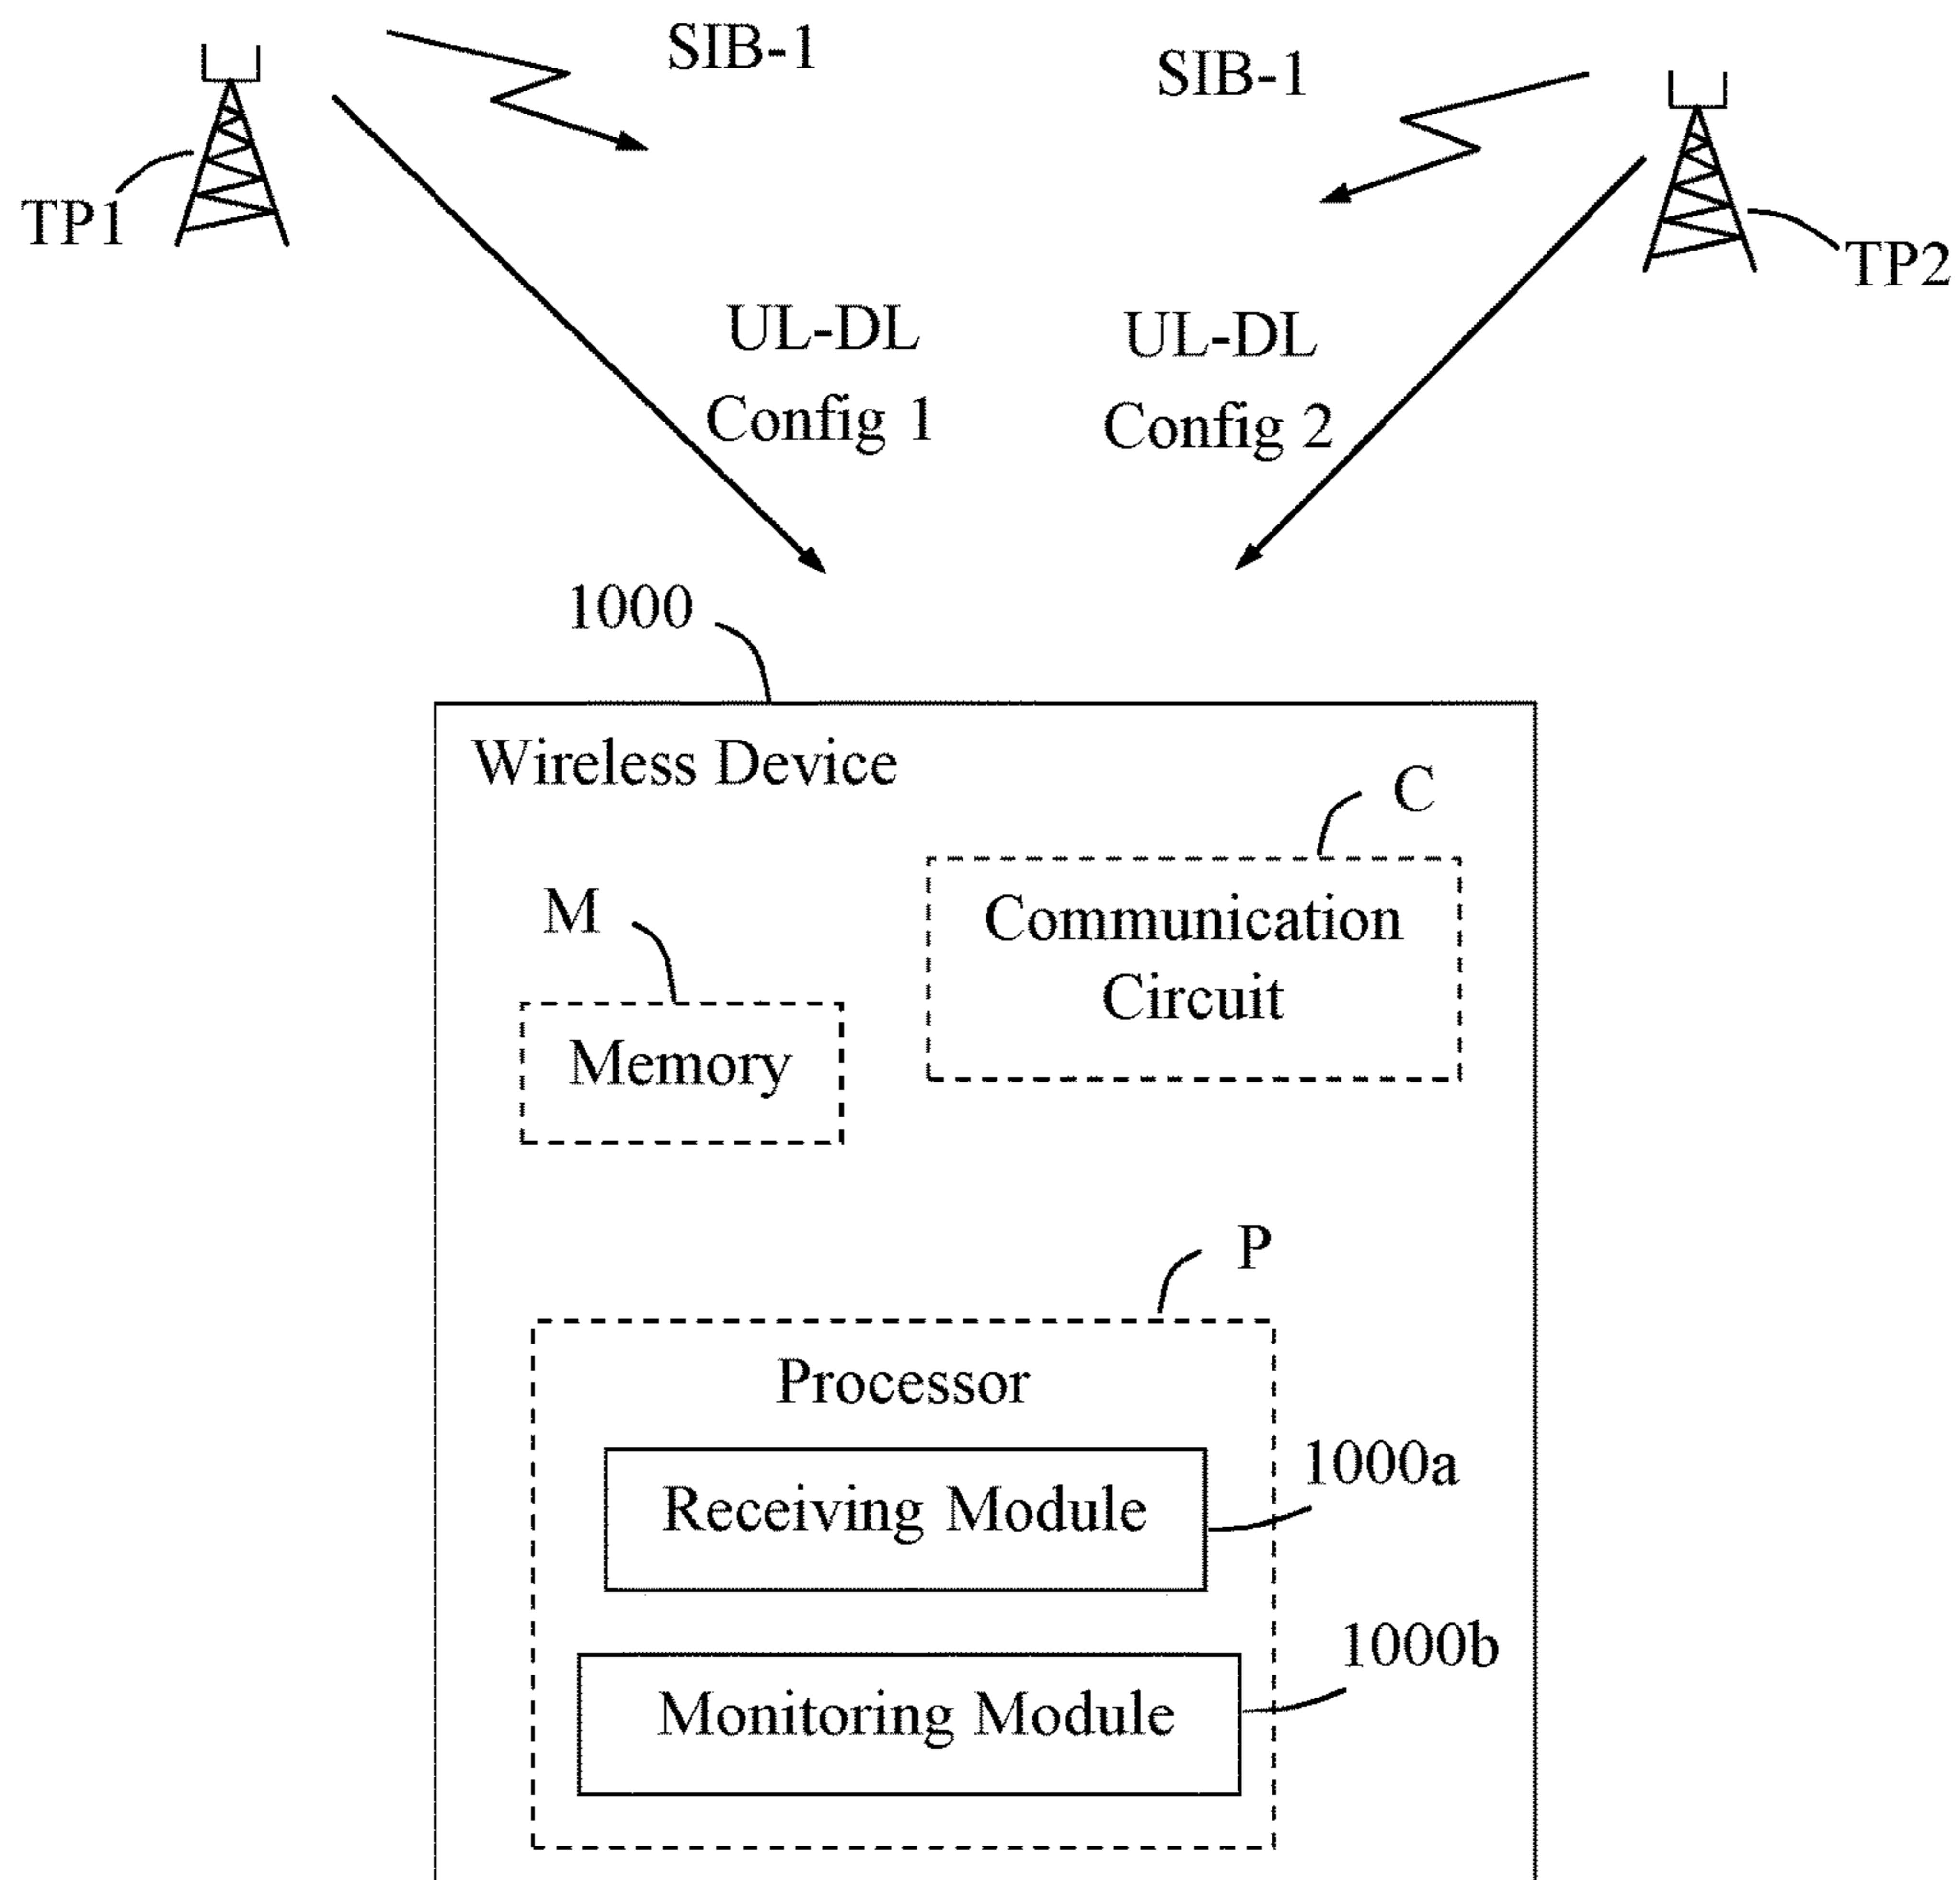 SIB-1
SIB-1
TP1
TP2
UL-DL
Config 1
UL-DL
Config 2
1000
Wireless Device
C
Communication
Circuit
M
Memory
P
Processor
1000a
Receiving Module
1000b
Monitoring Module